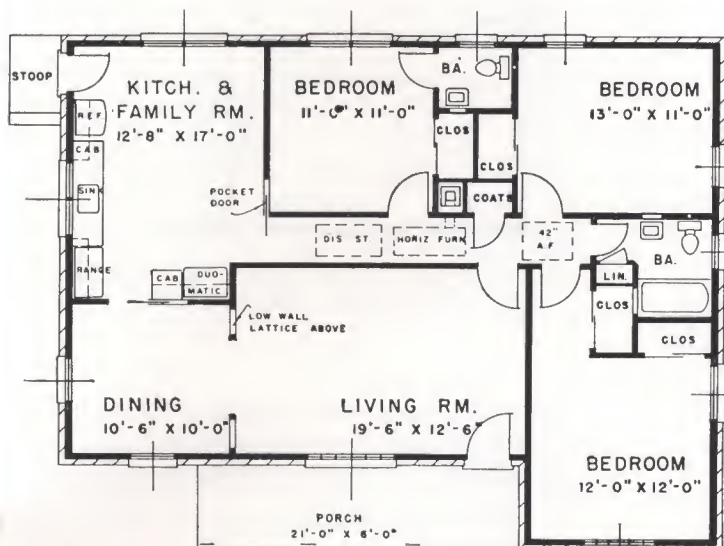 STOOP
KITCH. &
FAMILY RM.
12'-8" X 17'-0"
REF
CAB
SINK
RANGE
CAB
DUO-
MATIC
POCKET
DOOR
BEDROOM
11'-0" X 11'-0"
BA.
CLOS
CLOS
COATS
BEDROOM
13'-0" X 11'-0"
DIS ST.
HORIZ FURN.
42"
A.F.
BA.
LIN.
CLOS
CLOS
LOW WALL
LATTICE ABOVE
DINING
10'-6" X 10'-0"
LIVING RM.
19'-6" X 12'-6"
BEDROOM
12'-0" X 12'-0"
PORCH
21'-0" X 6'-0"